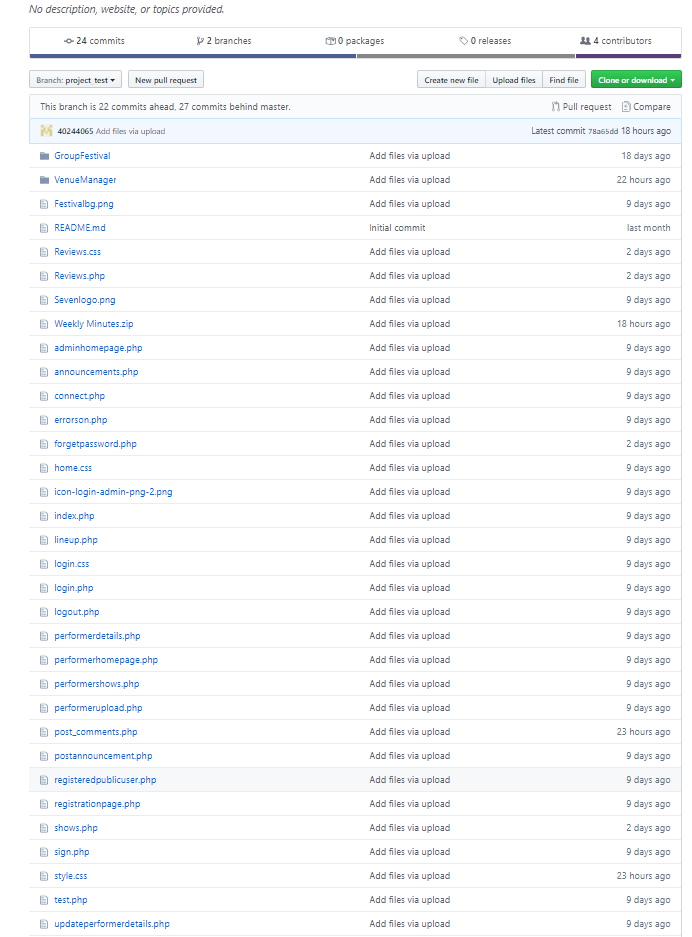 No description, website, or topics provided.
24 commits 2 branches 0 packages 0 releases 4 contributors
Branch: project_test New pull request Create new file Upload files Find file Clone or download
This branch is 22 commits ahead, 27 commits behind master. Pull request Compare
40244065 Add files via upload Latest commit 78a65dd 18 hours ago
GroupFestival Add files via upload 18 days ago
VenueManager Add files via upload 22 hours ago
Festivalbg.png Add files via upload 9 days ago
README.md Initial commit last month
Reviews.css Add files via upload 2 days ago
Reviews.php Add files via upload 2 days ago
Sevenlogo.png Add files via upload 9 days ago
Weekly Minutes.zip Add files via upload 18 hours ago
adminhomepage.php Add files via upload 9 days ago
announcements.php Add files via upload 9 days ago
connect.php Add files via upload 9 days ago
errorson.php Add files via upload 9 days ago
forgetpassword.php Add files via upload 2 days ago
home.css Add files via upload 9 days ago
icon-login-admin-png-2.png Add files via upload 9 days ago
index.php Add files via upload 9 days ago
lineup.php Add files via upload 9 days ago
login.css Add files via upload 9 days ago
login.php Add files via upload 9 days ago
logout.php Add files via upload 9 days ago
performerdetails.php Add files via upload 9 days ago
performerhomepage.php Add files via upload 9 days ago
performershows.php Add files via upload 9 days ago
performerupload.php Add files via upload 9 days ago
post_comments.php Add files via upload 23 hours ago
postannouncement.php Add files via upload 9 days ago
registeredpublicuser.php Add files via upload 9 days ago
registrationpage.php Add files via upload 9 days ago
shows.php Add files via upload 2 days ago
sign.php Add files via upload 9 days ago
style.css Add files via upload 23 hours ago
test.php Add files via upload 9 days ago
updateperformerdetails.php Add files via upload 9 days ago